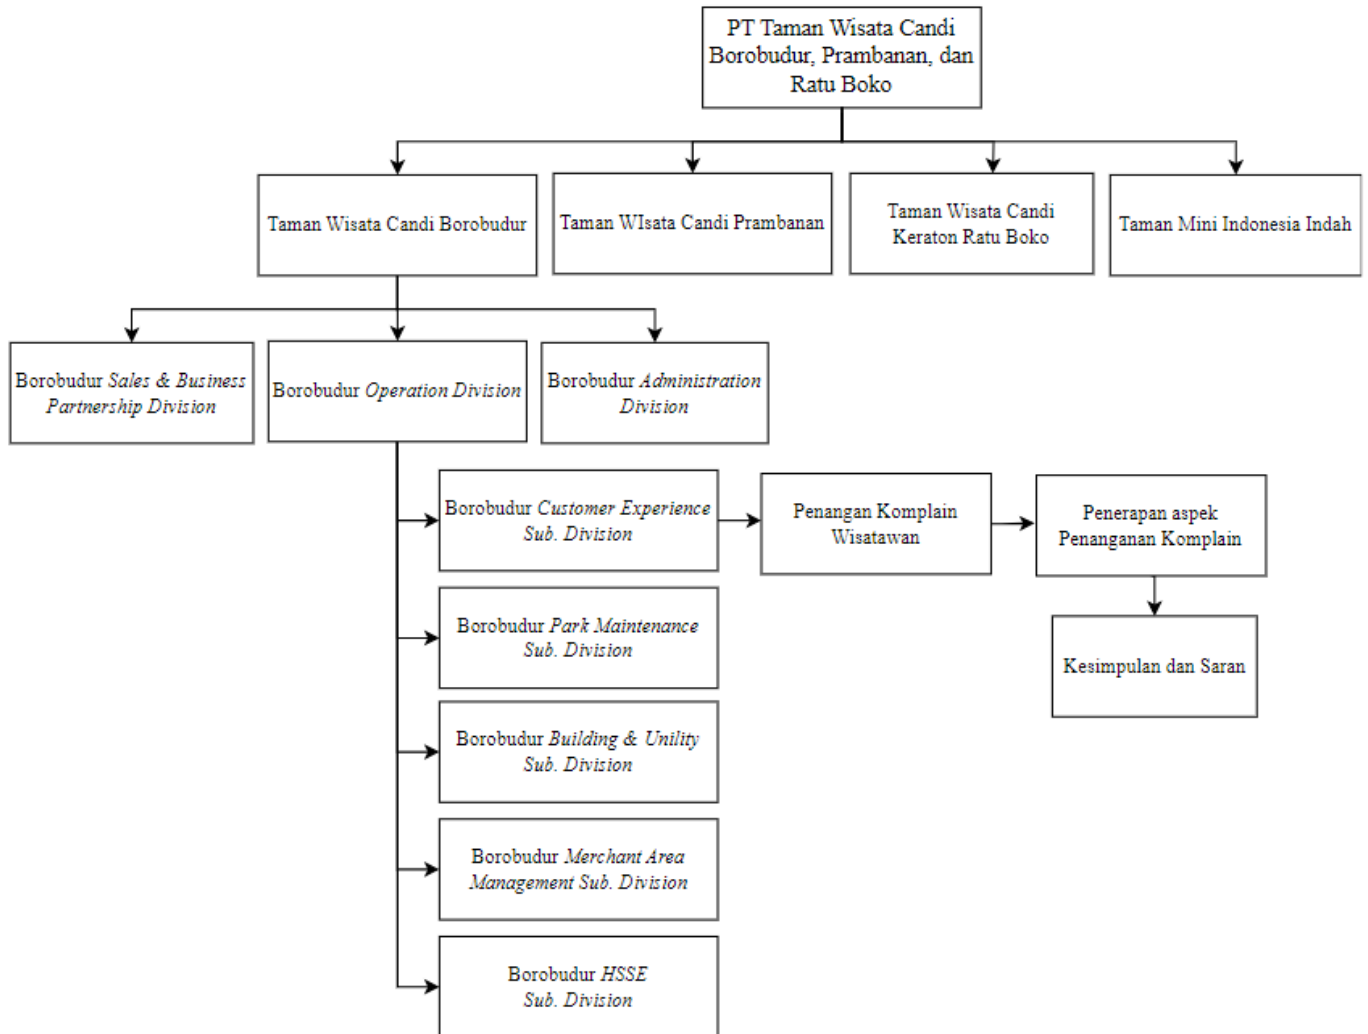 PT Taman Wisata Candi
Borobudur, Prambanan, dan
Ratu Boko
Taman Wisata Candi Borobudur
Taman WIsata Candi Prambanan
Taman Wisata Candi
Keraton Ratu Boko
Taman Mini Indonesia Indah
Borobudur Sales & Business
Partnership Division
Borobudur Operation Division
Borobudur Administration
Division
Borobudur Customer Experience
Sub. Division
Penangan Komplain
Wisatawan
Penerapan aspek
Penanganan Komplain
Kesimpulan dan Saran
Borobudur Park Maintenance
Sub. Division
Borobudur Building & Unility
Sub. Division
Borobudur Merchant Area
Management Sub. Division
Borobudur HSSE
Sub. Division